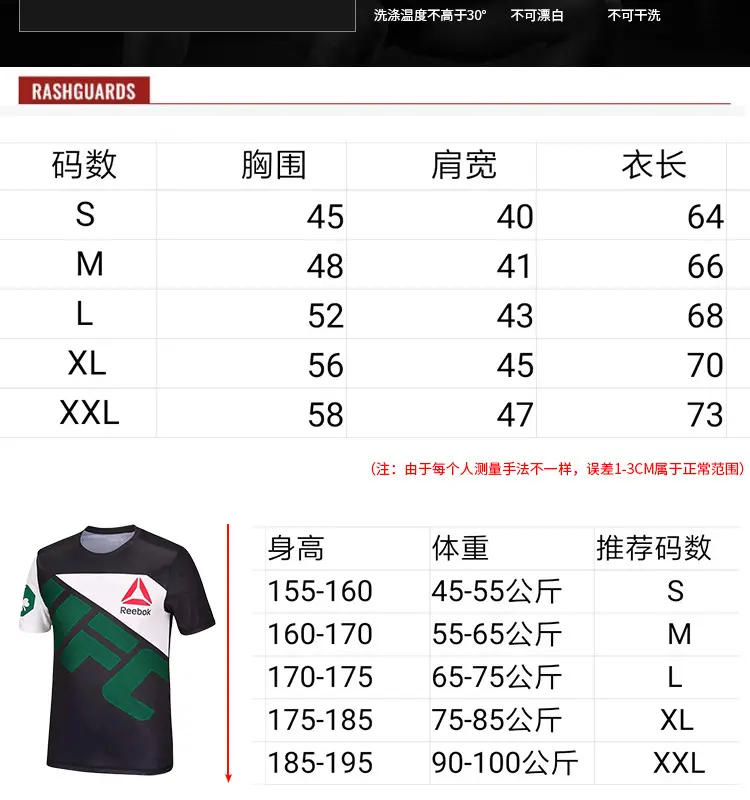 洗涤温度不高于30° 不可漂白 不可干洗
RASHGUARDS
码数 胸围 肩宽 衣长
S 45 40 64
M 48 41 66
L 52 43 68
XL 56 45 70
XXL 58 47 73
(注：由于每个人测量手法不一样，误差1-3CM属于正常范围)
身高 体重 推荐码数
155-160 45-55公斤 S
160-170 55-65公斤 M
170-175 65-75公斤 L
175-185 75-85公斤 XL
185-195 90-100公斤 XXL
Reebok
UFC